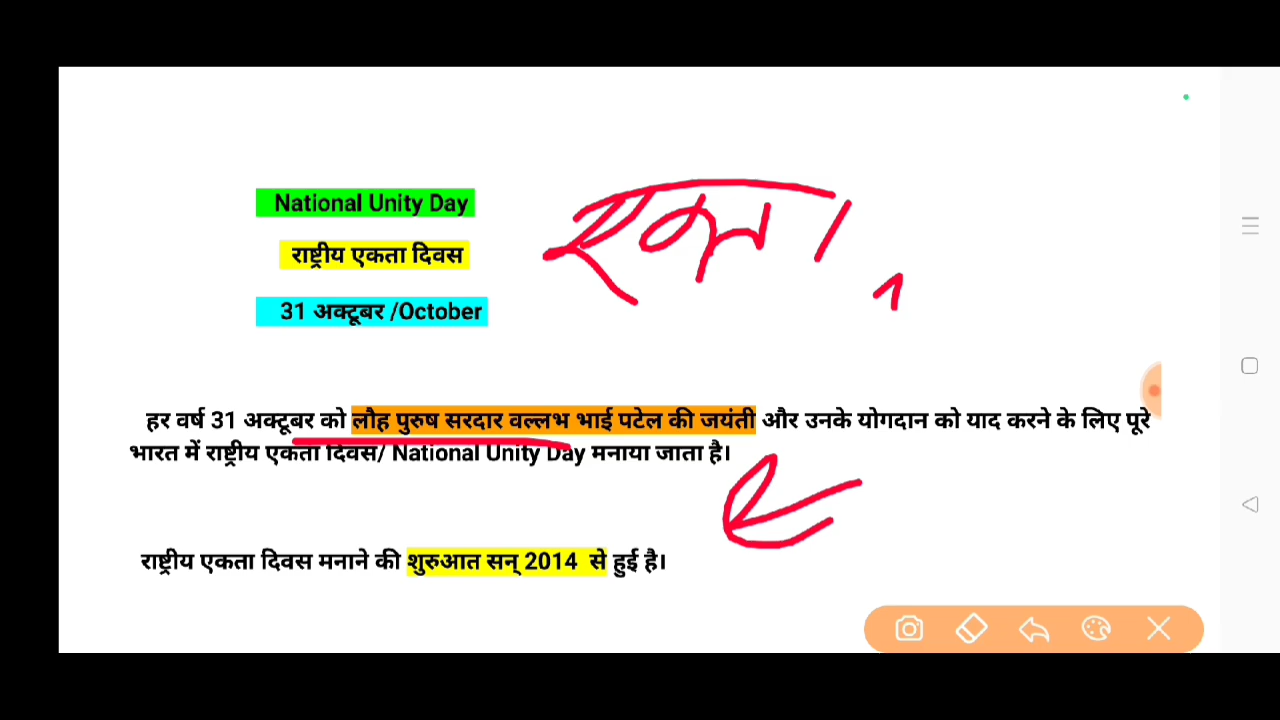 National Unity Day
राष्ट्रीय एकता दिवस
31 अक्टूबर /October
एकता
हर वर्ष 31 अक्टूबर को लौह पुरुष सरदार वल्लभ भाई पटेल की जयंती और उनके योगदान को याद करने के लिए पूरे
भारत में राष्ट्रीय एकता दिवस/ National Unity Day मनाया जाता है।
राष्ट्रीय एकता दिवस मनाने की शुरुआत सन् 2014 से हुई है।